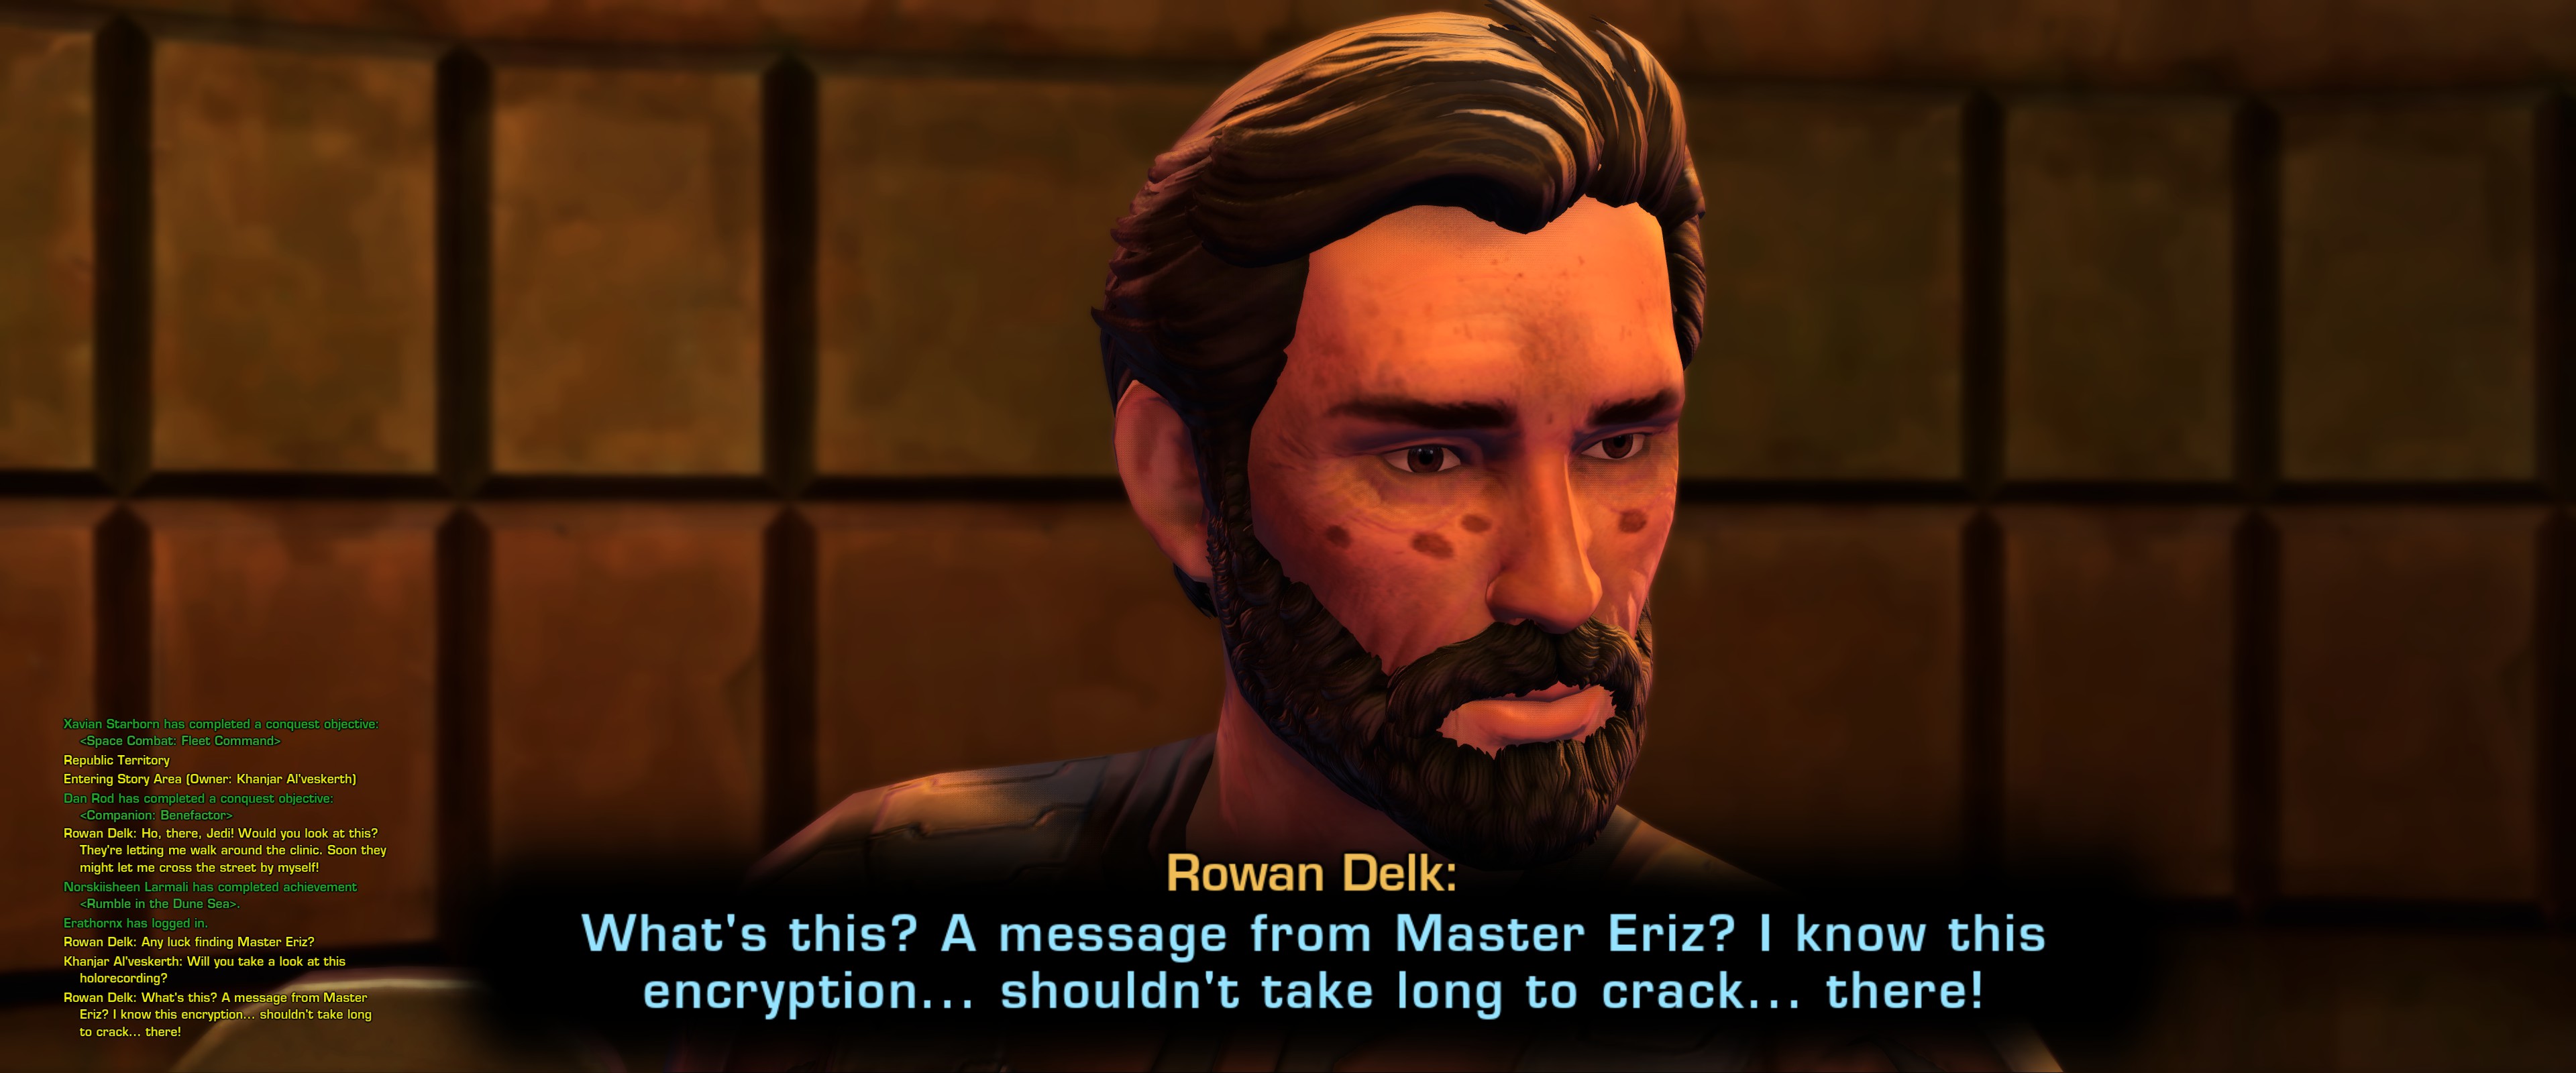 Xavian Starborn has completed a conquest objective:
<Space Combat: Fleet Command>
Republic Territory
Entering Story Area (Owner: Khanjar Al'veskerth)
Dan Rod has completed a conquest objective:
<Companion: Benefactor>
Rowan Delk: Ho, there, Jedi! Would you look at this?
They're letting me walk around the clinic. Soon they
might let me cross the street by myself!
Norskiisheen Larmali has completed achievement
<Rumble in the Dune Sea>.
Erathornx has logged in.
Rowan Delk: Any luck finding Master Eriz?
Khanjar Al'veskerth: Will you take a look at this
holorecording?
Rowan Delk: What's this? A message from Master
Eriz? I know this encryption... shouldn't take long
to crack... there!
Rowan Delk:
What's this? A message from Master Eriz? I know this
encryption... shouldn't take long to crack... there!